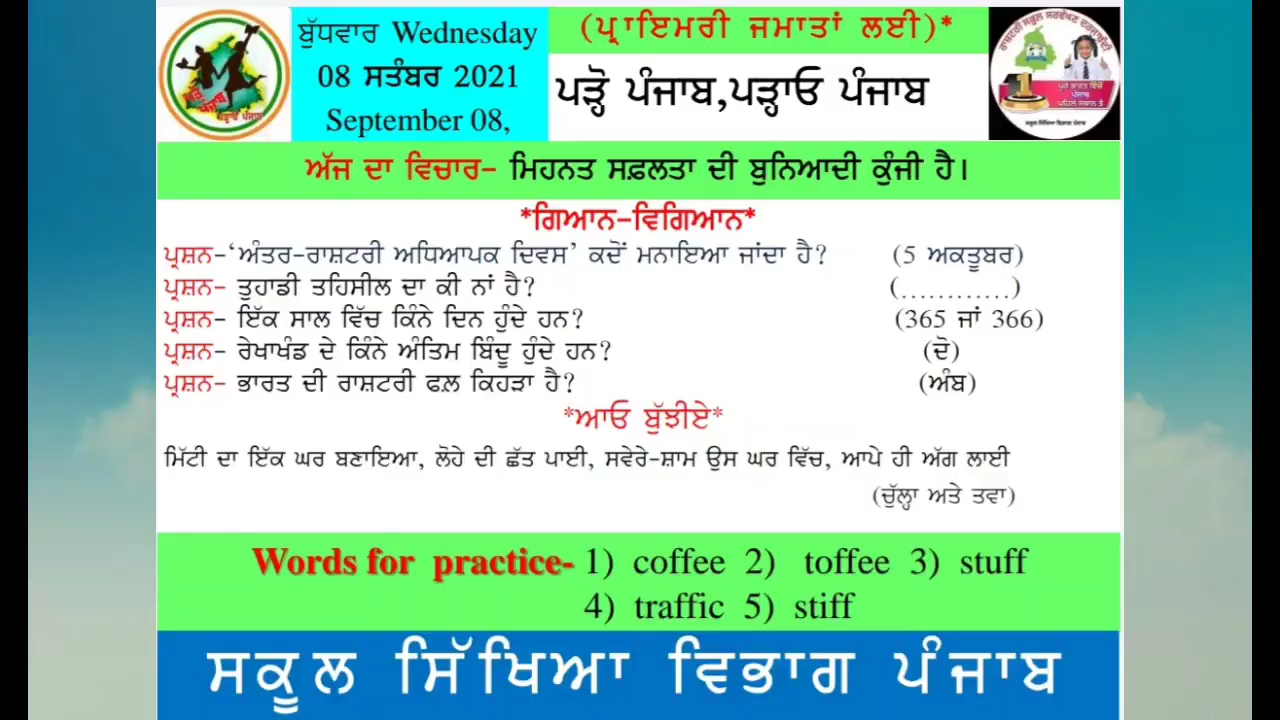 ਬੁੱਧਵਾਰ Wednesday
08 ਸਤੰਬਰ 2021
September 08,
(ਪ੍ਰਾਇਮਰੀ ਜਮਾਤਾਂ ਲਈ)*
ਪੜ੍ਹੋ ਪੰਜਾਬ,ਪੜ੍ਹਾਓ ਪੰਜਾਬ
ਅੱਜ ਦਾ ਵਿਚਾਰ- ਮਿਹਨਤ ਸਫ਼ਲਤਾ ਦੀ ਬੁਨਿਆਦੀ ਕੁੰਜੀ ਹੈ।
*ਗਿਆਨ-ਵਿਗਿਆਨ*
ਪ੍ਰਸ਼ਨ-‘ਅੰਤਰ-ਰਾਸ਼ਟਰੀ ਅਧਿਆਪਕ ਦਿਵਸ’ ਕਦੋਂ ਮਨਾਇਆ ਜਾਂਦਾ ਹੈ? (5 ਅਕਤੂਬਰ)
ਪ੍ਰਸ਼ਨ- ਤੁਹਾਡੀ ਤਹਿਸੀਲ ਦਾ ਕੀ ਨਾਂ ਹੈ? (............)
ਪ੍ਰਸ਼ਨ- ਇੱਕ ਸਾਲ ਵਿੱਚ ਕਿੰਨੇ ਦਿਨ ਹੁੰਦੇ ਹਨ? (365 ਜਾਂ 366)
ਪ੍ਰਸ਼ਨ- ਰੇਖਾਖੰਡ ਦੇ ਕਿੰਨੇ ਅੰਤਿਮ ਬਿੰਦੂ ਹੁੰਦੇ ਹਨ? (ਦੋ)
ਪ੍ਰਸ਼ਨ- ਭਾਰਤ ਦੀ ਰਾਸ਼ਟਰੀ ਫਲ਼ ਕਿਹੜਾ ਹੈ? (ਅੰਬ)
*ਆਓ ਬੁੱਝੀਏ*
ਮਿੱਟੀ ਦਾ ਇੱਕ ਘਰ ਬਣਾਇਆ, ਲੋਹੇ ਦੀ ਛੱਤ ਪਾਈ, ਸਵੇਰੇ-ਸ਼ਾਮ ਉਸ ਘਰ ਵਿੱਚ, ਆਪੇ ਹੀ ਅੱਗ ਲਾਈ
(ਚੁੱਲ੍ਹਾ ਅਤੇ ਤਵਾ)
Words for practice- 1) coffee 2) toffee 3) stuff
4) traffic 5) stiff
ਸਕੂਲ ਸਿੱਖਿਆ ਵਿਭਾਗ ਪੰਜਾਬ